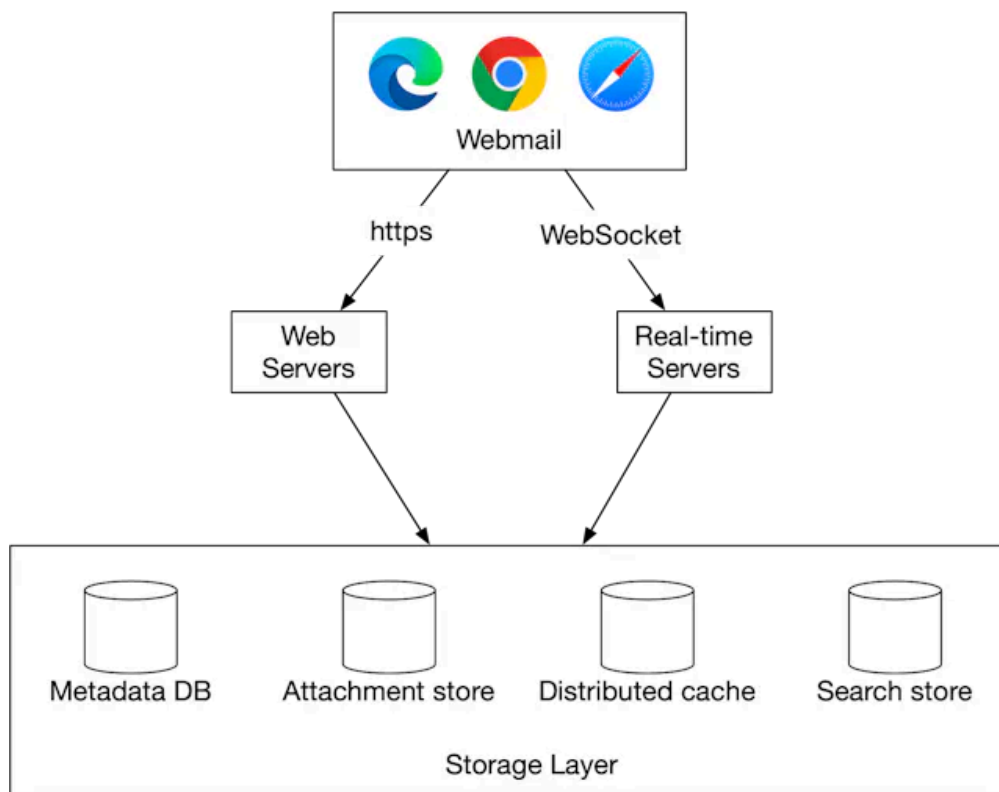 Webmail
https
WebSocket
Web
Servers
Real-time
Servers
Metadata DB
Attachment store
Distributed cache
Search store
Storage Layer